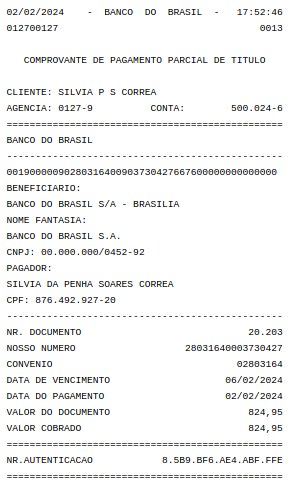 02/02/2024 - BANCO DO BRASIL - 17:52:46
012700127 0013
COMPROVANTE DE PAGAMENTO PARCIAL DE TITULO
CLIENTE: SILVIA P S CORREA
AGENCIA: 0127-9 CONTA: 500.024-6
================================================
BANCO DO BRASIL
------------------------------------------------
00190000090280316400903730427667600000000000000
BENEFICIARIO:
BANCO DO BRASIL S/A - BRASILIA
NOME FANTASIA:
BANCO DO BRASIL S.A.
CNPJ: 00.000.000/0452-92
PAGADOR:
SILVIA DA PENHA SOARES CORREA
CPF: 876.492.927-20
------------------------------------------------
NR. DOCUMENTO 20.203
NOSSO NUMERO 28031640003730427
CONVENIO 02803164
DATA DE VENCIMENTO 06/02/2024
DATA DO PAGAMENTO 02/02/2024
VALOR DO DOCUMENTO 824,95
VALOR COBRADO 824,95
================================================
NR.AUTENTICACAO 8.5B9.BF6.AE4.ABF.FFE
================================================